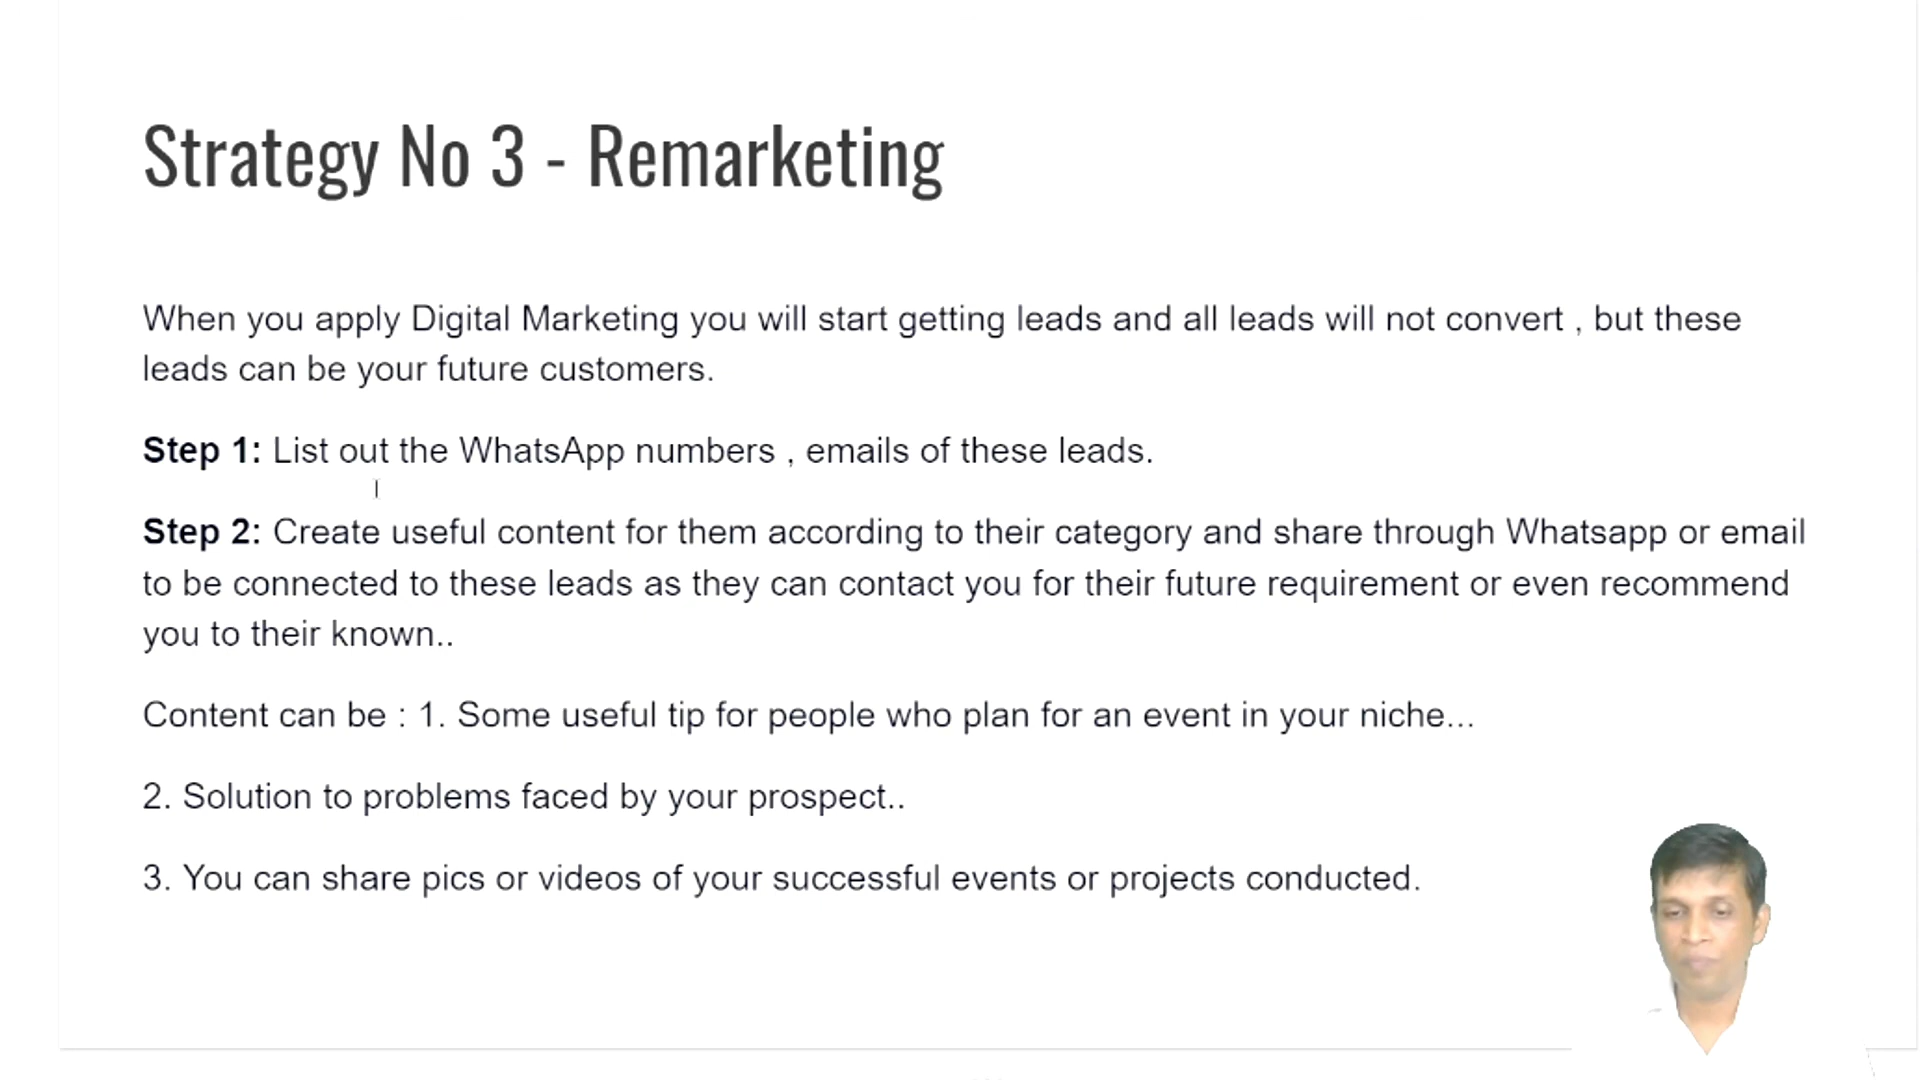 Strategy No 3 - Remarketing
When you apply Digital Marketing you will start getting leads and all leads will not convert , but these
leads can be your future customers.
Step 1: List out the WhatsApp numbers , emails of these leads.
Step 2: Create useful content for them according to their category and share through Whatsapp or email
to be connected to these leads as they can contact you for their future requirement or even recommend
you to their known..
Content can be : 1. Some useful tip for people who plan for an event in your niche...
2. Solution to problems faced by your prospect..
3. You can share pics or videos of your successful events or projects conducted.